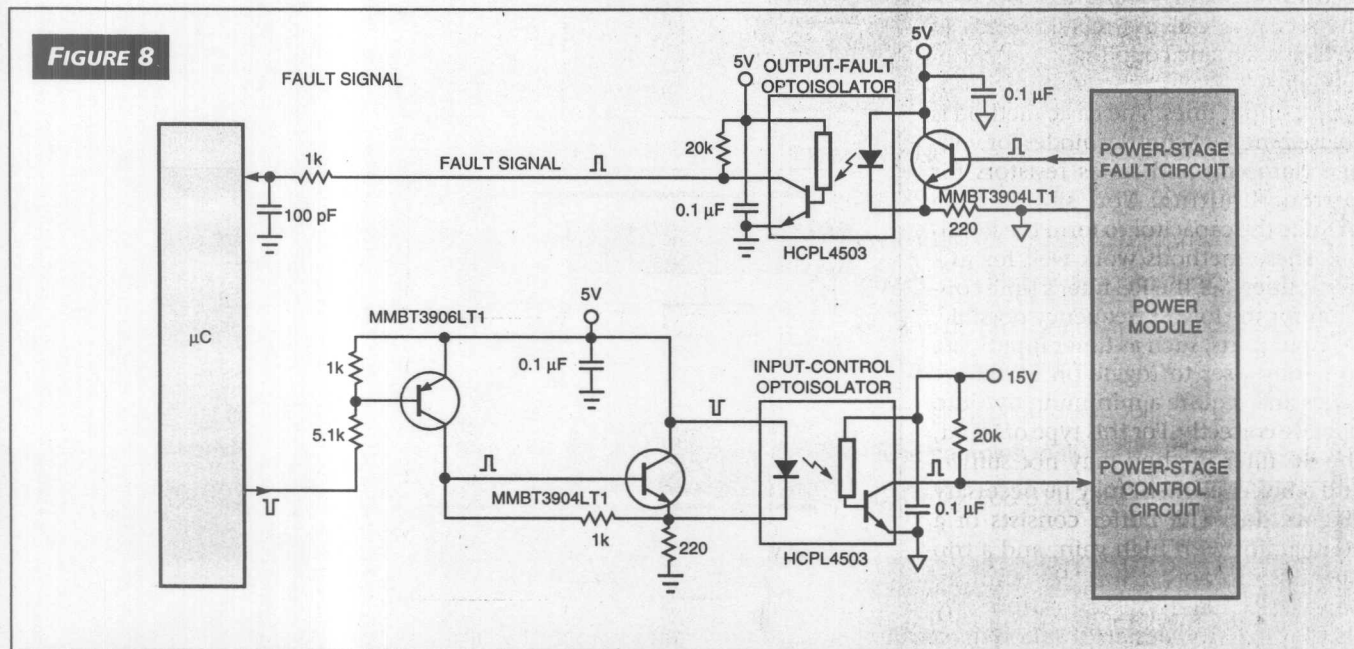 FIGURE 8
FAULT SIGNAL
5V
OUTPUT-FAULT
OPTOISOLATOR
5V
0.1 µF
20k
1k
FAULT SIGNAL
POWER-STAGE
FAULT CIRCUIT
100 pF
0.1 µF
MMBT3904LT1
220
HCPL4503
µC
MMBT3906LT1
5V
POWER
MODULE
1k
0.1 µF
INPUT-CONTROL
OPTOISOLATOR
15V
5.1k
20k
MMBT3904LT1
POWER-STAGE
CONTROL
CIRCUIT
0.1 µF
1k
220
HCPL4503